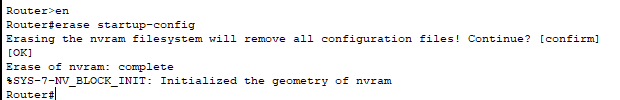 Router>en
Router#erase startup-config
Erasing the nvram filesystem will remove all configuration files! Continue? [confirm]
[OK]
Erase of nvram: complete
%SYS-7-NV_BLOCK_INIT: Initialized the geometry of nvram
Router#